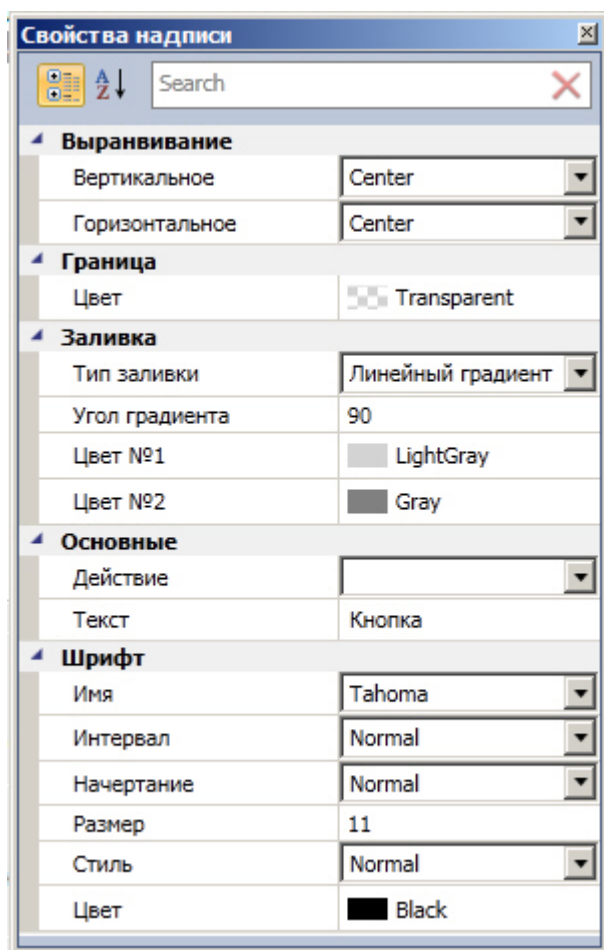 Свойства надписи
A
Z
Search
Выранвивание
Вертикальное Center
Горизонтальное Center
Граница
Цвет Transparent
Заливка
Тип заливки Линейный градиент
Угол градиента 90
Цвет №1 LightGray
Цвет №2 Gray
Основные
Действие
Текст Кнопка
Шрифт
Имя Tahoma
Интервал Normal
Начертание Normal
Размер 11
Стиль Normal
Цвет Black